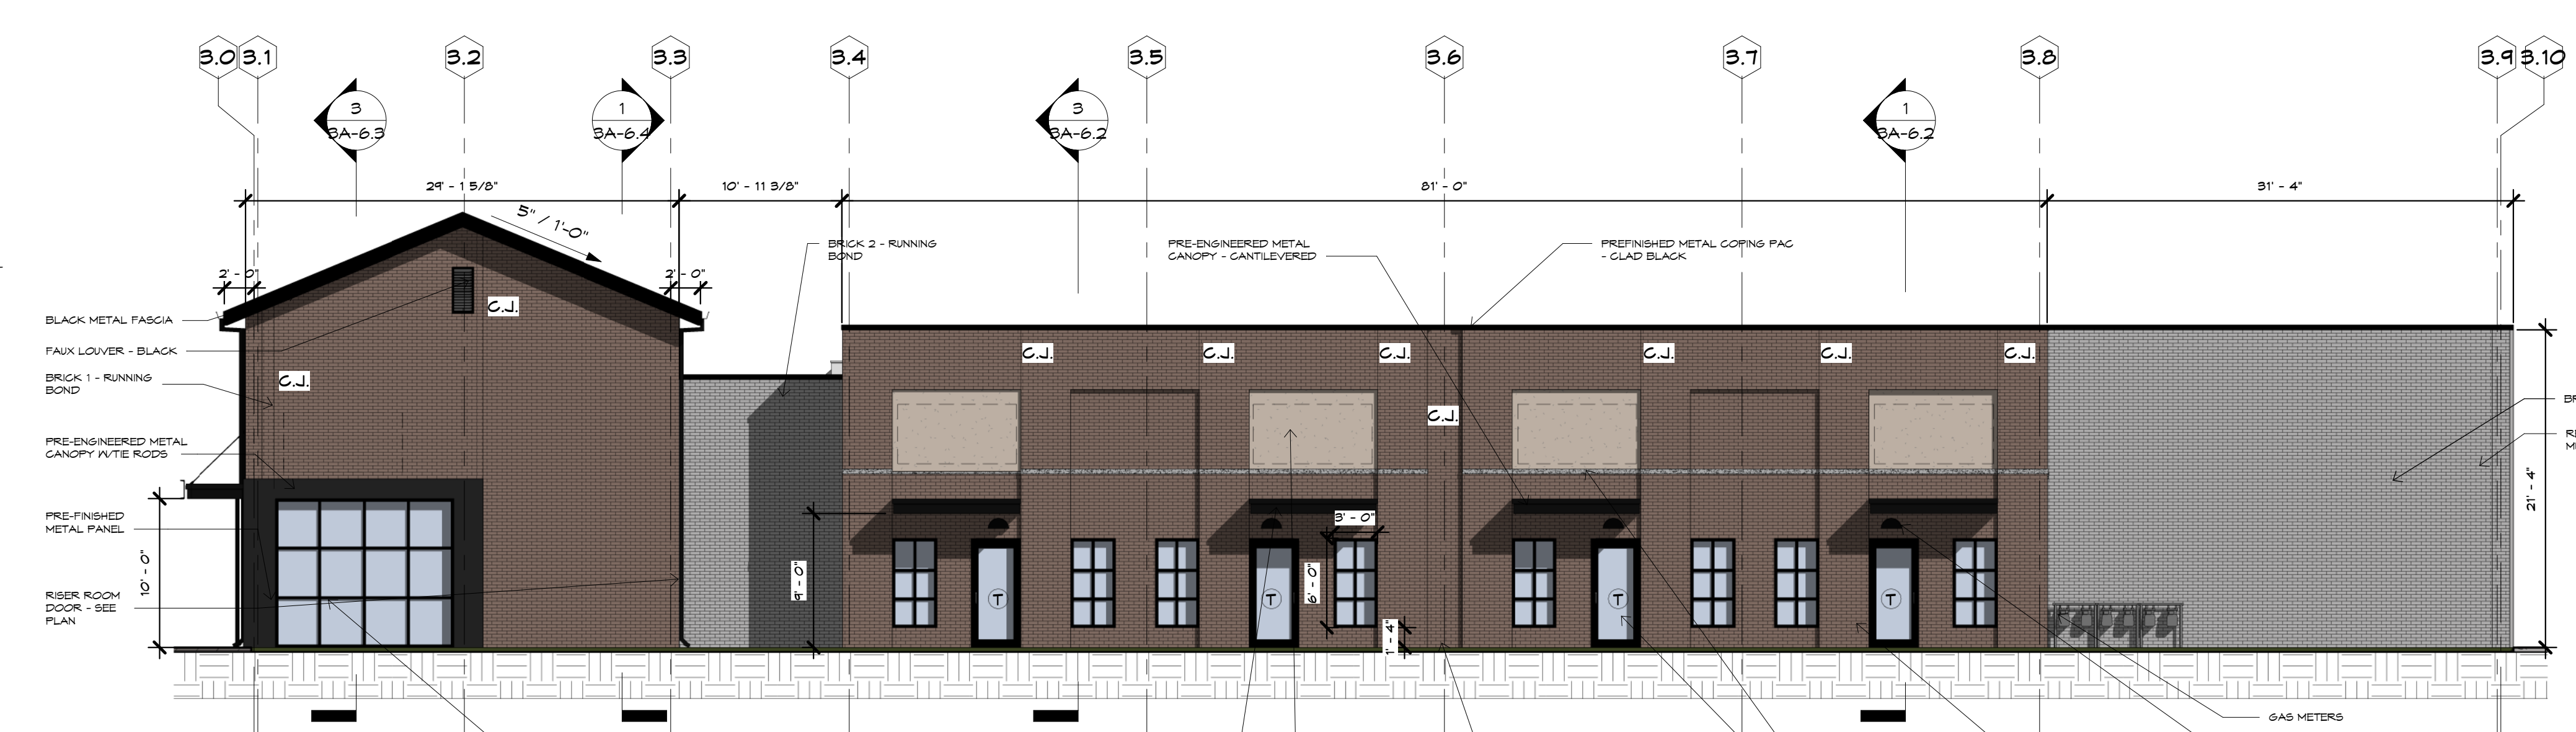 3.0
3.1
3.2
3.3
3.4
3.5
3.6
3.7
3.8
3.9
3.10
3
3A-6.3
1
3A-6.4
3
3A-6.2
1
3A-6.2
29' - 1 5/8"
10' - 11 3/8"
81' - 0"
31' - 4"
5" / 1'-0"
2' - 0"
2' - 0"
BRICK 2 - RUNNING
BOND
PRE-ENGINEERED METAL
CANOPY - CANTILEVERED
PREFINISHED METAL COPING PAC
- CLAD BLACK
BLACK METAL FASCIA
FAUX LOUVER - BLACK
BRICK 1 - RUNNING
BOND
PRE-ENGINEERED METAL
CANOPY W/TIE RODS
PRE-FINISHED
METAL PANEL
RISER ROOM
DOOR - SEE
PLAN
C.J.
C.J.
C.J.
C.J.
C.J.
C.J.
C.J.
C.J.
C.J.
10' - 0"
9' - 0"
3' - 0"
6' - 0"
1' - 4"
21' - 4"
T
T
T
T
GAS METERS